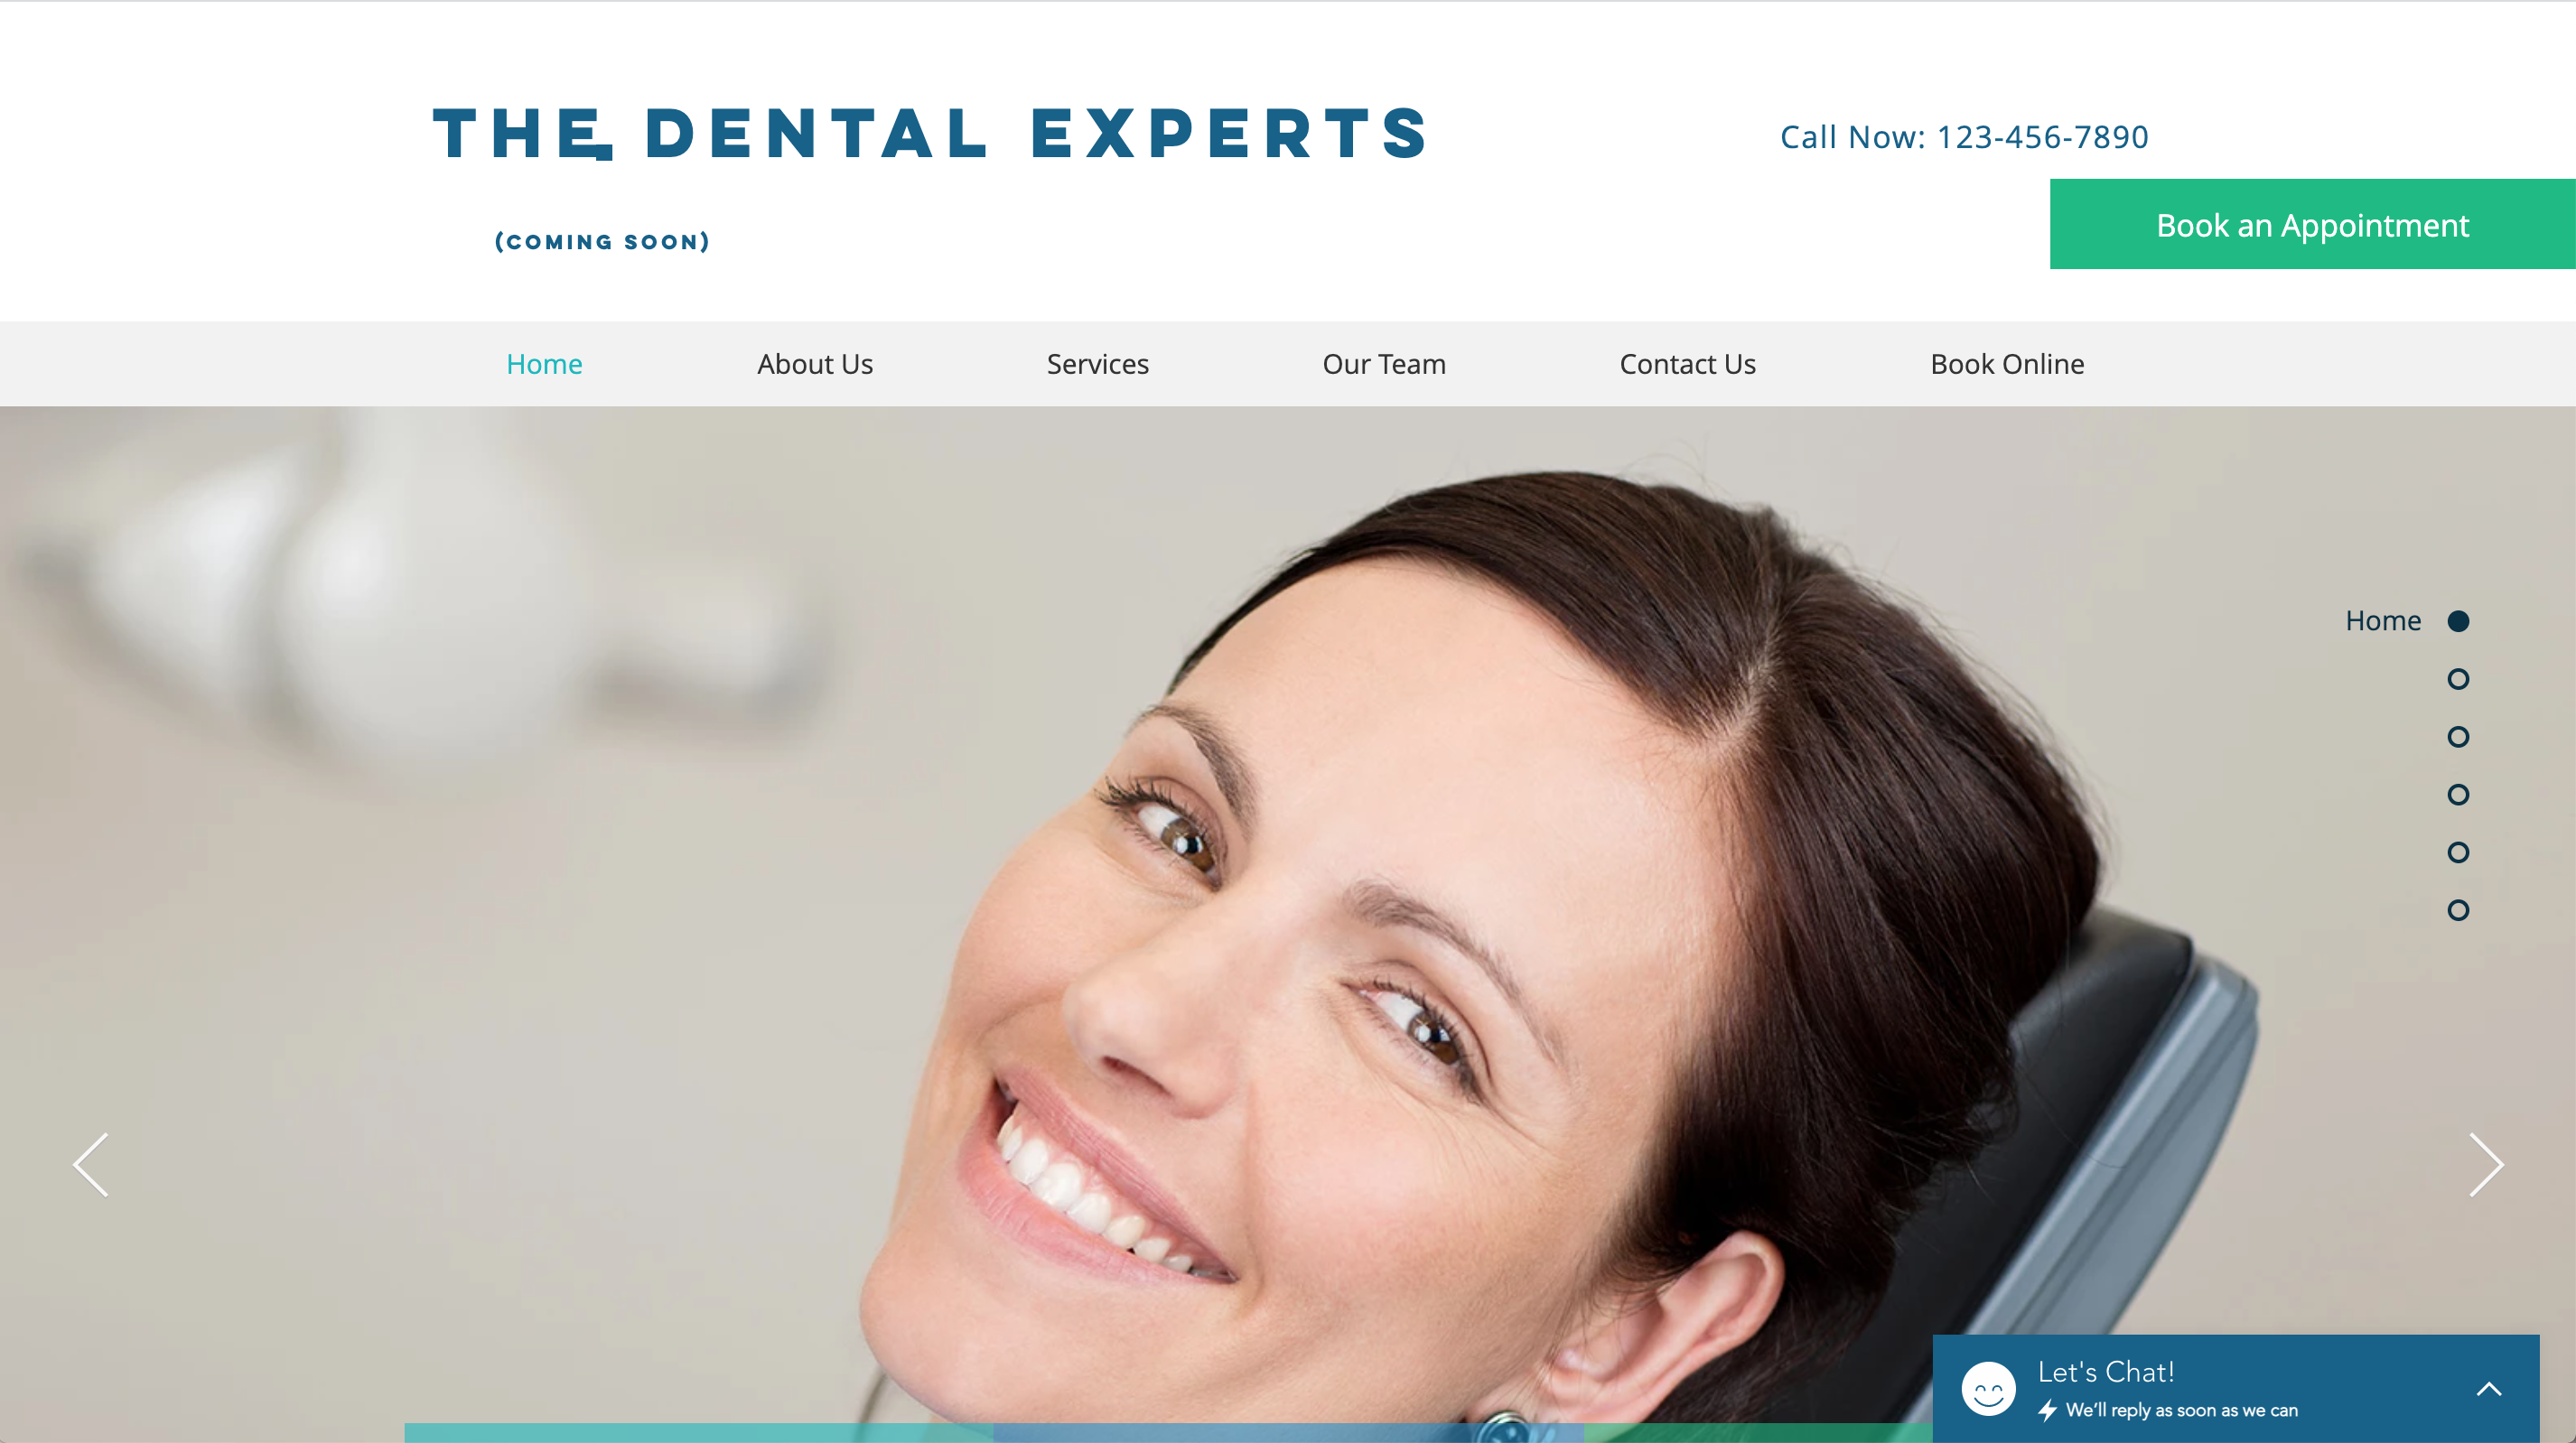 THE. DENTAL EXPERTS
Call Now: 123-456-7890
Book an Appointment
(COMING SOON)
Home
About Us
Services
Our Team
Contact Us
Book Online
Home
Let's Chat!
We'll reply as soon as we can